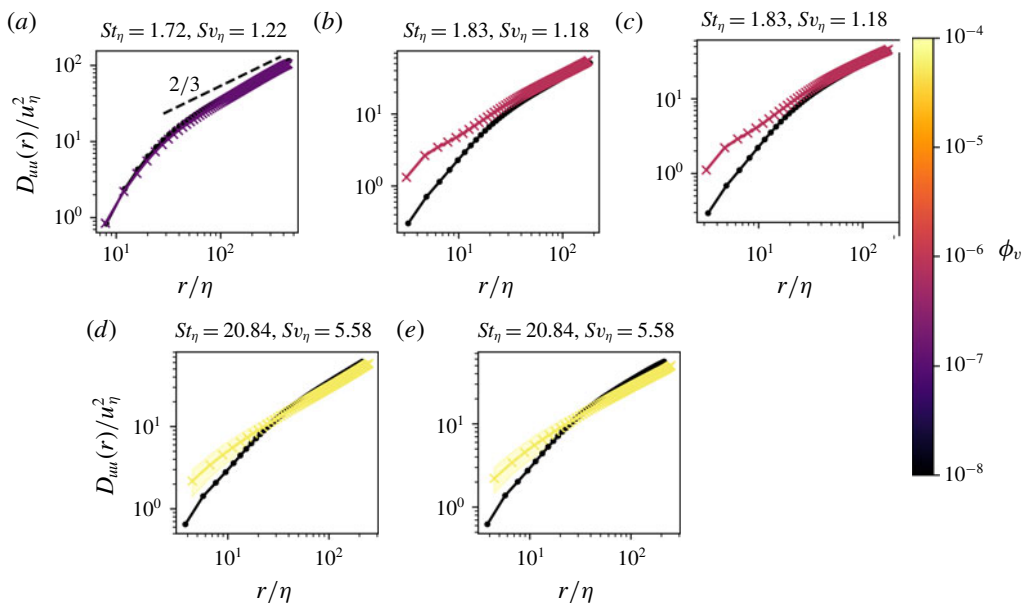 (a) St_η = 1.72, Sv_η = 1.22
(b) St_η = 1.83, Sv_η = 1.18
(c) St_η = 1.83, Sv_η = 1.18
D_uu(r)/u_η^2
10^2
10^1
10^0
2/3
10^1
10^0
10^1
10^0
10^1 10^2
10^1 10^2
10^1 10^2
r/η
r/η
r/η
10^-4
10^-5
10^-6
10^-7
10^-8
ϕ_v
(d) St_η = 20.84, Sv_η = 5.58
(e) St_η = 20.84, Sv_η = 5.58
D_uu(r)/u_η^2
10^1
10^0
10^1
10^0
10^1 10^2
10^1 10^2
r/η
r/η